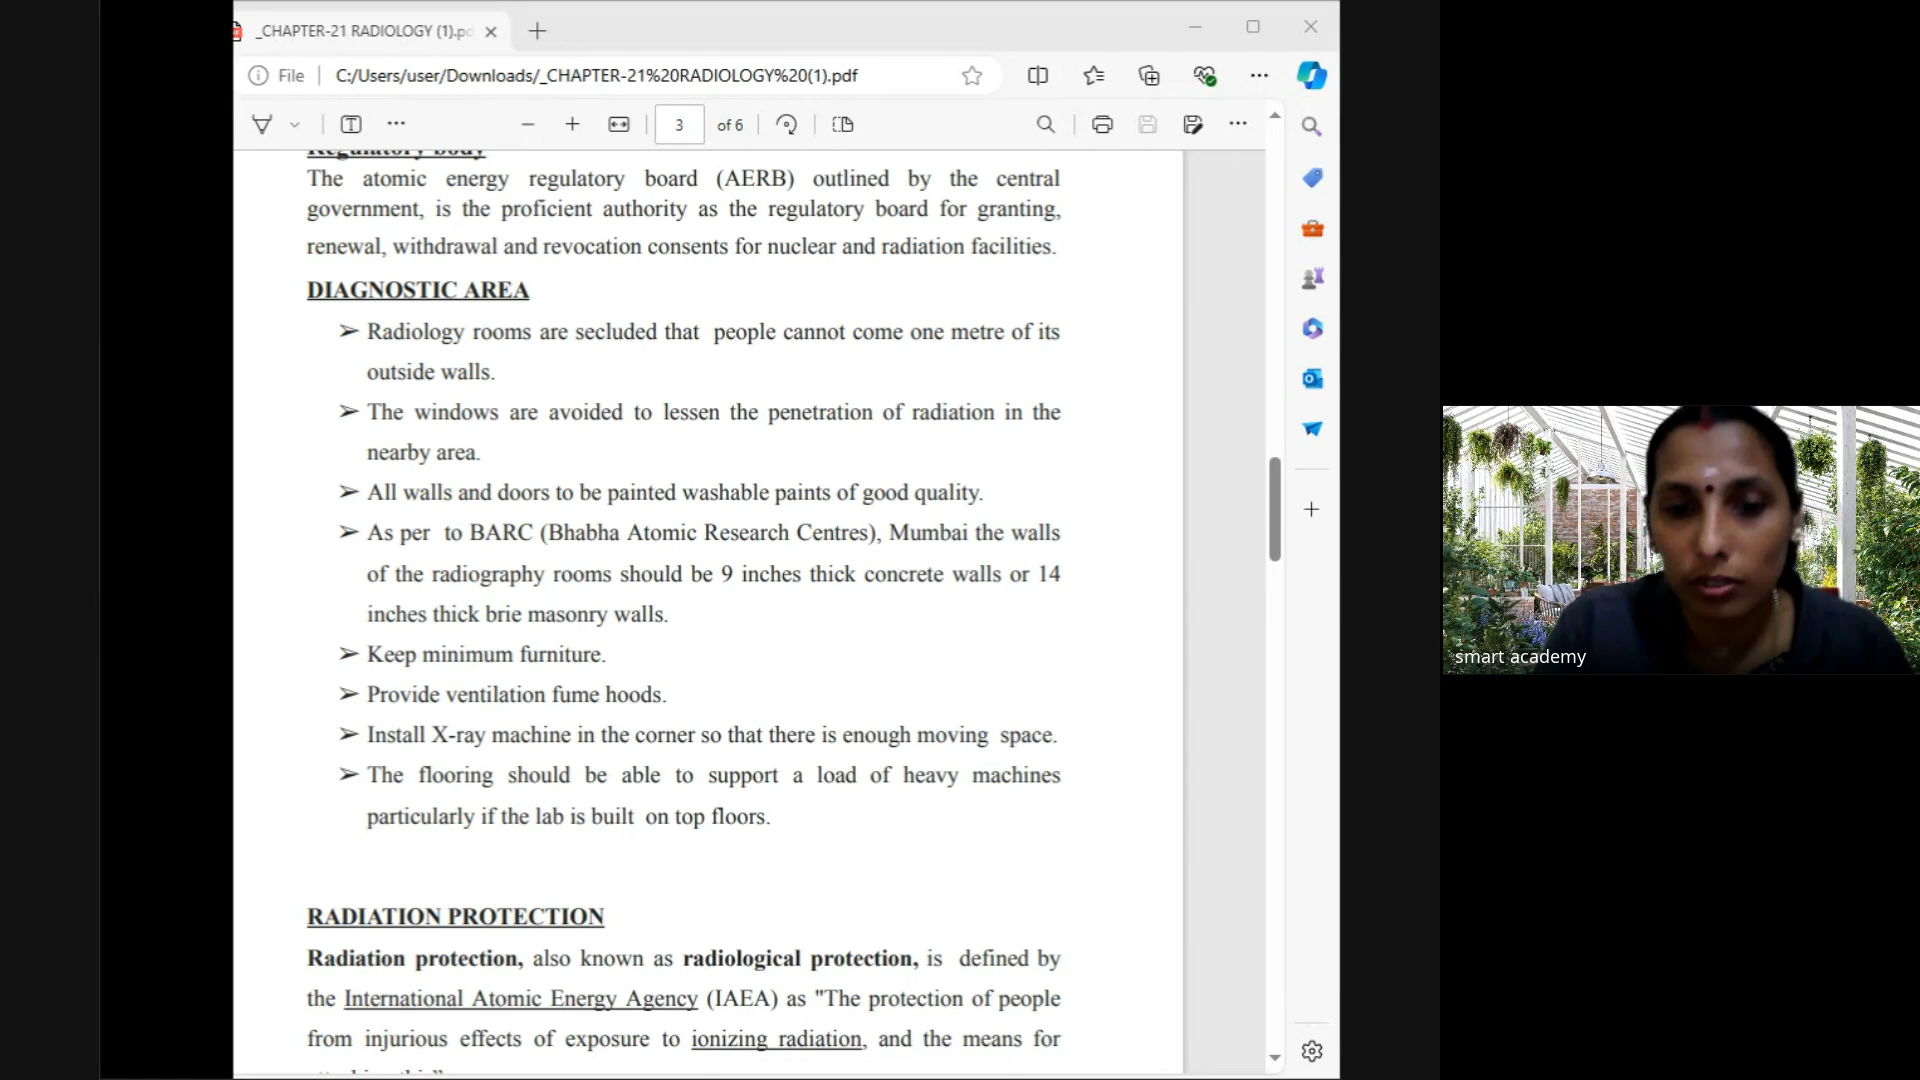 _CHAPTER-21 RADIOLOGY (1).pd
File
C:/Users/user/Downloads/_CHAPTER-21%20RADIOLOGY%20(1).pdf
3 of 6
Regulatory body
The atomic energy regulatory board (AERB) outlined by the central
government, is the proficient authority as the regulatory board for granting,
renewal, withdrawal and revocation consents for nuclear and radiation facilities.
DIAGNOSTIC AREA
➢ Radiology rooms are secluded that people cannot come one metre of its
outside walls.
➢ The windows are avoided to lessen the penetration of radiation in the
nearby area.
➢ All walls and doors to be painted washable paints of good quality.
➢ As per to BARC (Bhabha Atomic Research Centres), Mumbai the walls
of the radiography rooms should be 9 inches thick concrete walls or 14
inches thick brie masonry walls.
➢ Keep minimum furniture.
➢ Provide ventilation fume hoods.
➢ Install X-ray machine in the corner so that there is enough moving space.
➢ The flooring should be able to support a load of heavy machines
particularly if the lab is built on top floors.
RADIATION PROTECTION
Radiation protection, also known as radiological protection, is defined by
the International Atomic Energy Agency (IAEA) as "The protection of people
from injurious effects of exposure to ionizing radiation, and the means for
smart academy